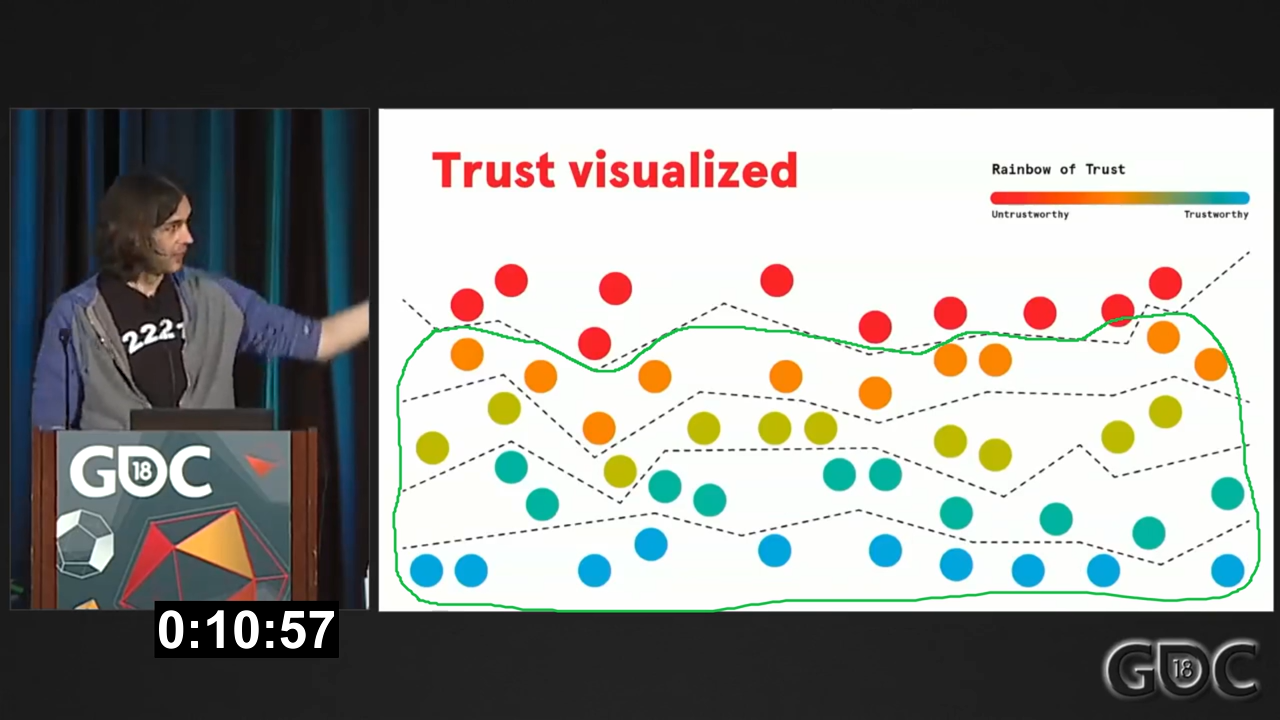 Trust visualized
Rainbow of Trust
Untrustworthy
Trustworthy
2221
GDC
18
0:10:57
GDC
18